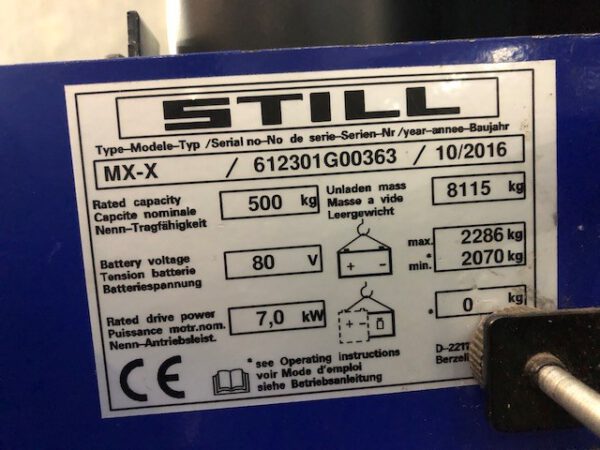 STILL
Type-Modele-Typ /Serial no-No de serie-Serien-Nr /year-annee-Baujahr
MX-X / 612301G00363 / 10/2016
Rated capacity
Capcite nominale
Nenn-Tragfähigkeit
500 kg
Unladen mass
Masse a vide
Leergewicht
8115 kg
Battery voltage
Tension batterie
Batteriespannung
80 V
+ -
max. 2286 kg
* min. 2070 kg
Rated drive power
Puissance motr.nom.
Nenn-Antriebsleist.
7,0 kW
+ -
* 0 kg
CE
* see Operating instructions
voir Mode d'emploi
siehe Betriebsanleitung